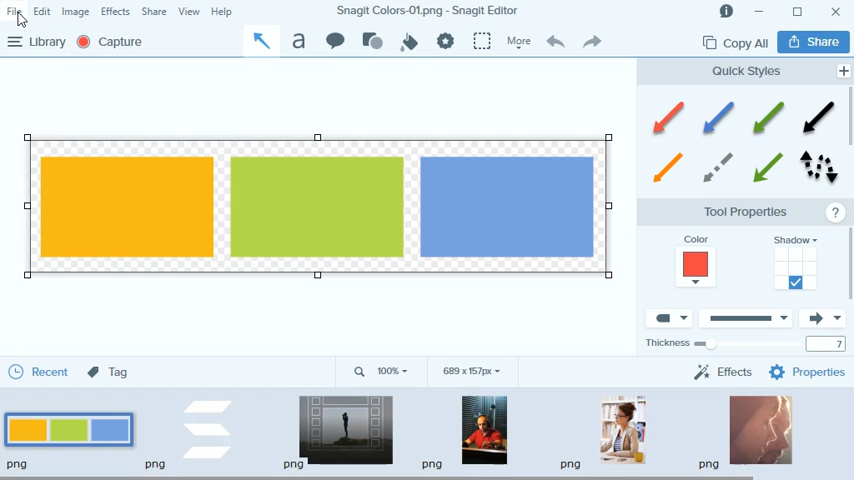 File Edit Image Effects Share View Help
Snagit Colors-01.png - Snagit Editor
Library Capture
a
More
Copy All Share
Quick Styles
Tool Properties ?
Color Shadow
Thickness 7
Recent Tag
100% 689 x 157px
Effects Properties
png png png png png png